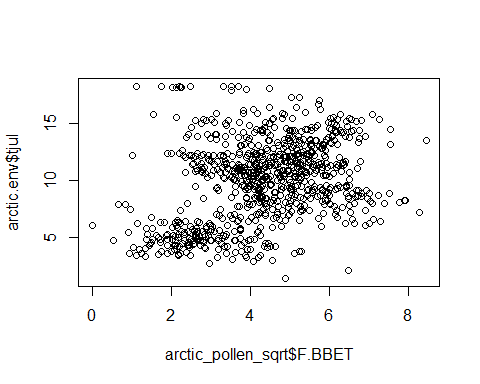 15
10
5
arctic.env$tjul
0 2 4 6 8
arctic_pollen_sqrt$F.BBET